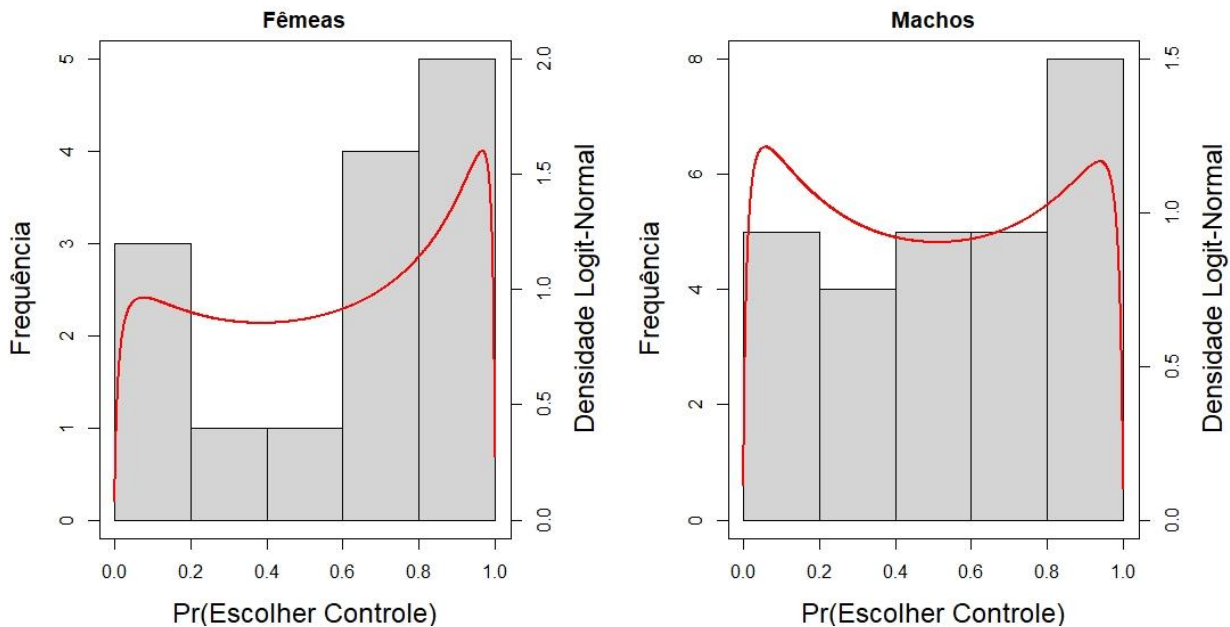 Fêmeas
Frequência
5
4
3
2
1
0
2.0
1.5
1.0
0.5
0.0
Densidade Logit-Normal
0.0 0.2 0.4 0.6 0.8 1.0
Pr(Escolher Controle)
Machos
Frequência
8
6
4
2
0
1.5
1.0
0.5
0.0
Densidade Logit-Normal
0.0 0.2 0.4 0.6 0.8 1.0
Pr(Escolher Controle)